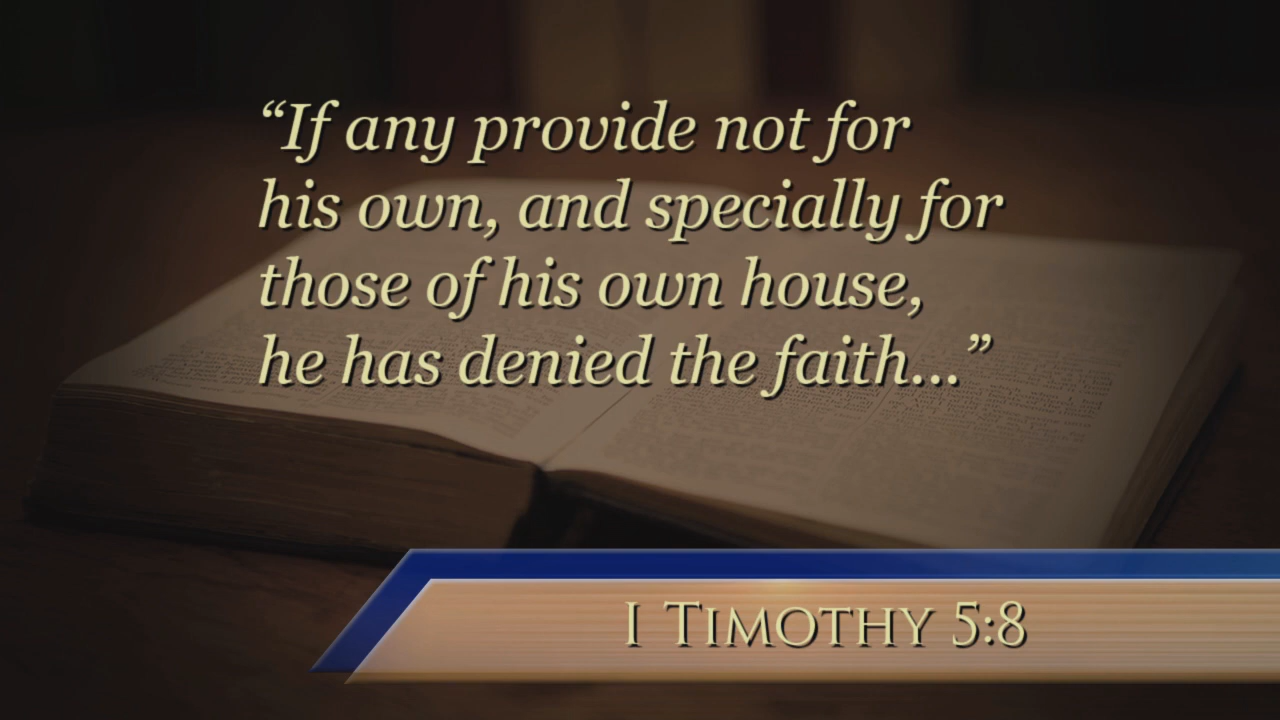 “If any provide not for
his own, and specially for
those of his own house,
he has denied the faith...”
I TIMOTHY 5:8